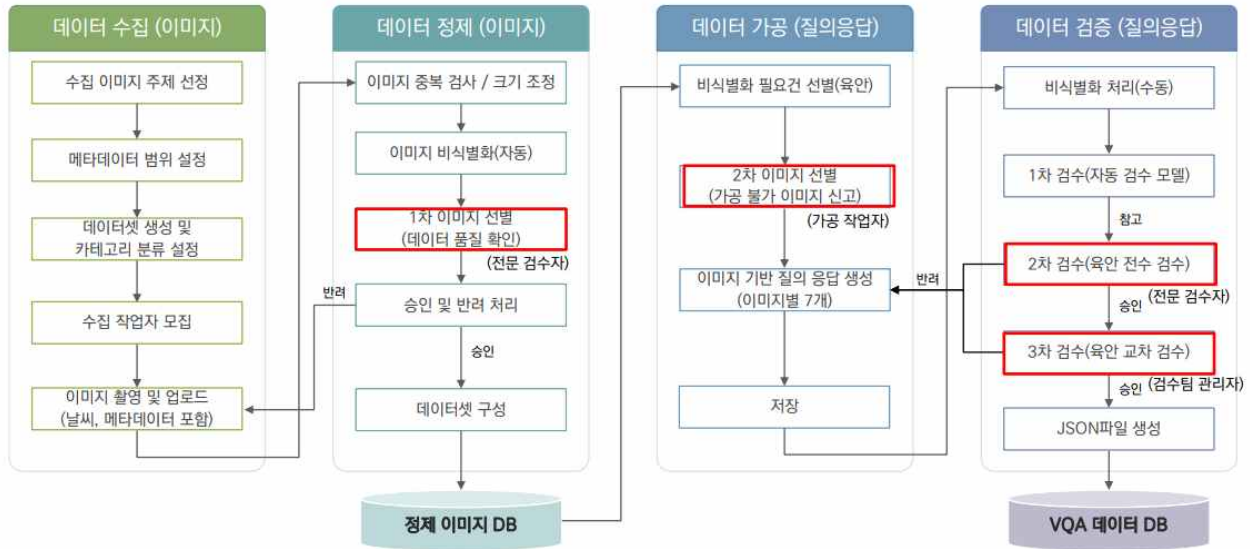 데이터 수집 (이미지)
수집 이미지 주제 선정
메타데이터 범위 설정
데이터셋 생성 및
카테고리 분류 설정
수집 작업자 모집
이미지 촬영 및 업로드
(날씨, 메타데이터 포함)
데이터 정제 (이미지)
이미지 중복 검사 / 크기 조정
이미지 비식별화(자동)
1차 이미지 선별
(데이터 품질 확인)
(전문 검수자)
반려
승인 및 반려 처리
승인
데이터셋 구성
정제 이미지 DB
데이터 가공 (질의응답)
비식별화 필요건 선별(육안)
2차 이미지 선별
(가공 불가 이미지 신고)
(가공 작업자)
이미지 기반 질의 응답 생성
(이미지별 7개)
저장
데이터 검증 (질의응답)
비식별화 처리(수동)
1차 검수(자동 검수 모델)
참고
2차 검수(육안 전수 검수)
반려
(전문 검수자)
승인
3차 검수(육안 교차 검수)
(검수팀 관리자)
승인
JSON파일 생성
VQA 데이터 DB